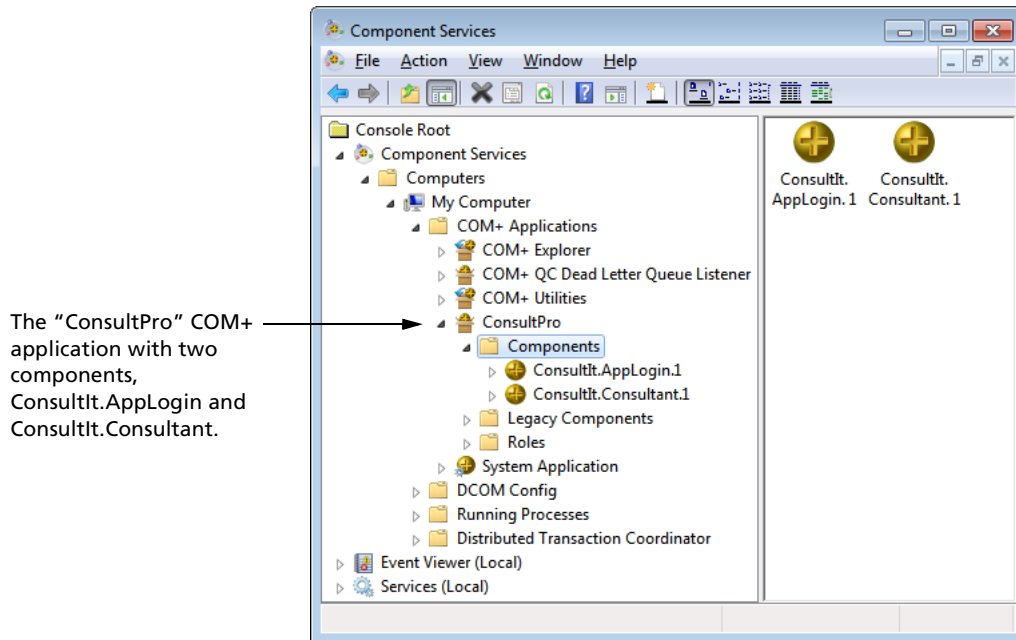 Component Services
File Action View Window Help
Console Root
Component Services
Computers
My Computer
COM+ Applications
COM+ Explorer
COM+ QC Dead Letter Queue Listener
COM+ Utilities
ConsultPro
Components
ConsultIt.AppLogin.1
ConsultIt.Consultant.1
Legacy Components
Roles
System Application
DCOM Config
Running Processes
Distributed Transaction Coordinator
Event Viewer (Local)
Services (Local)
ConsultIt.
AppLogin.1
ConsultIt.
Consultant.1
The “ConsultPro” COM+
application with two
components,
ConsultIt.AppLogin and
ConsultIt.Consultant.